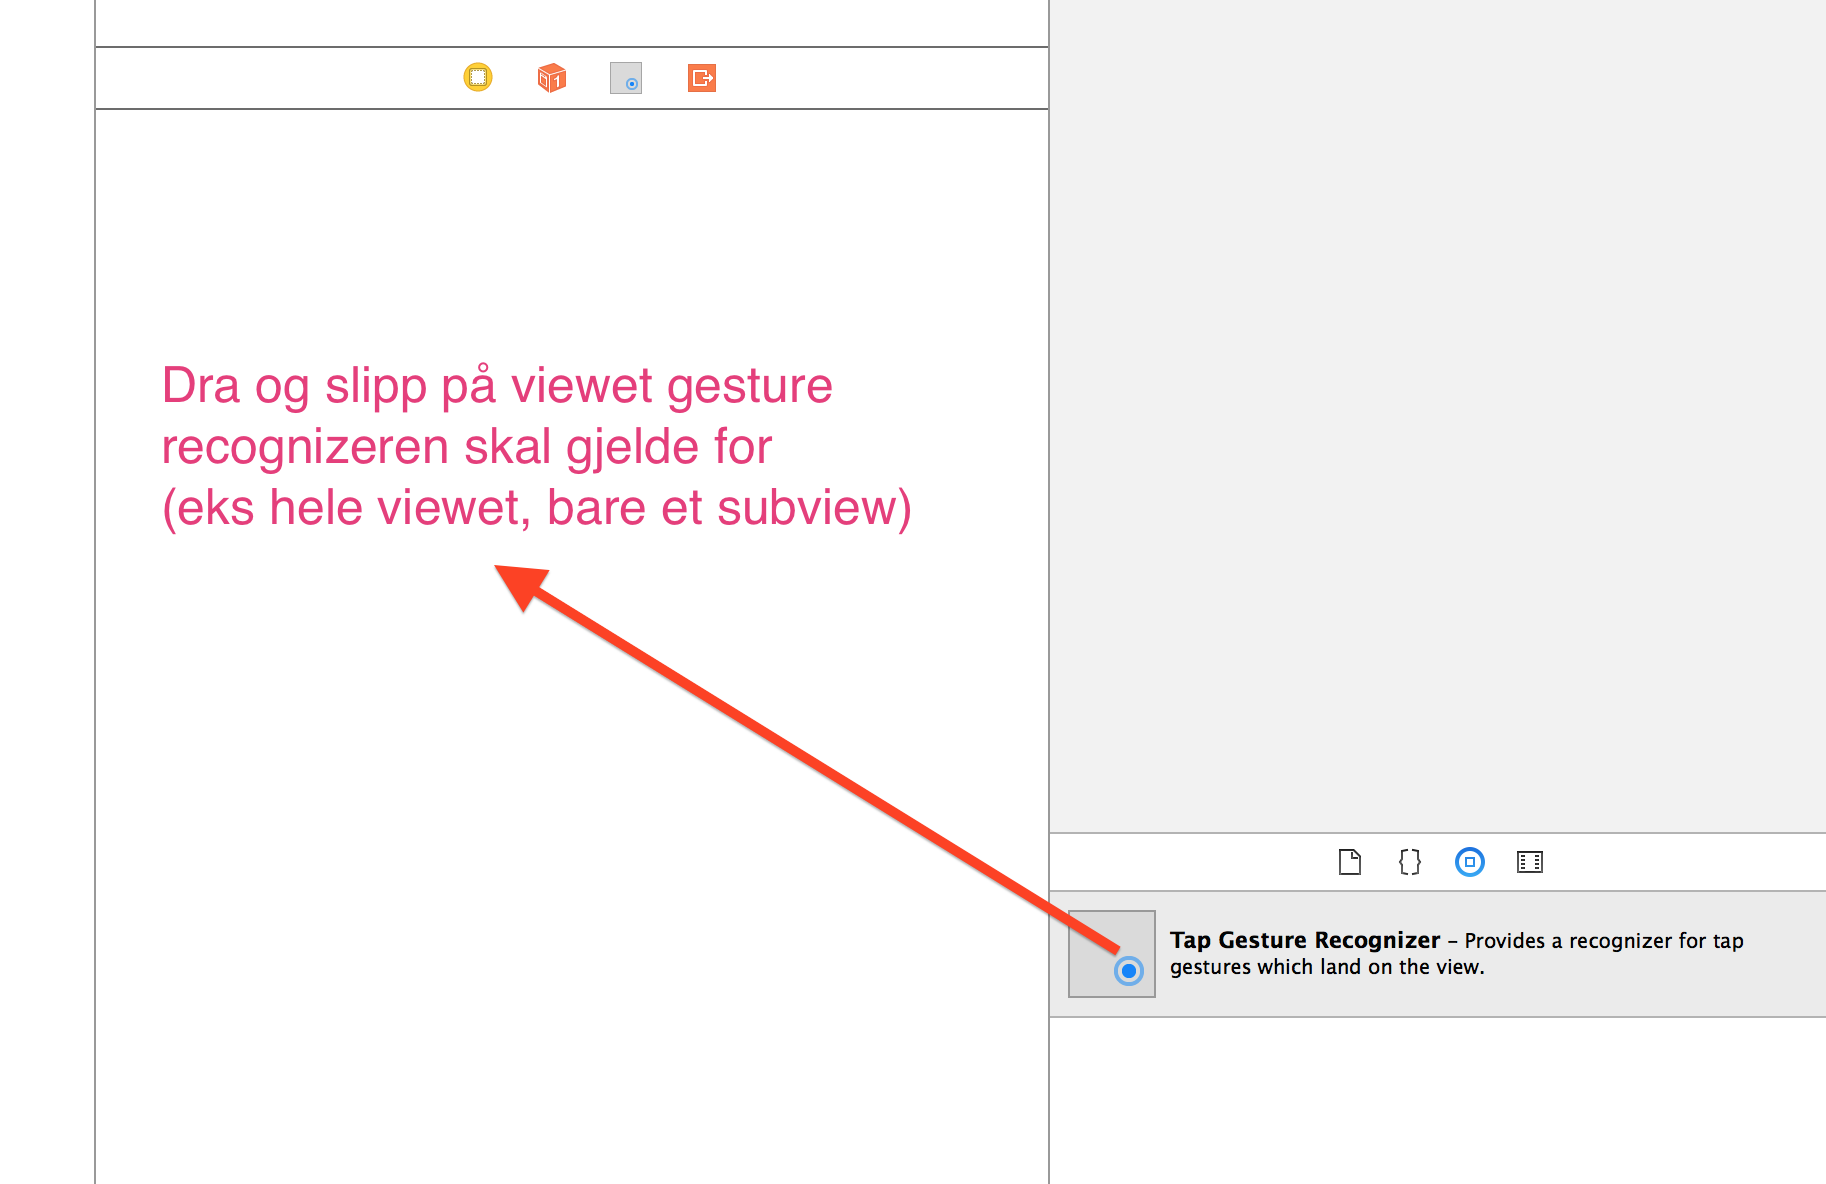 1
Dra og slipp på viewet gesture
recognizeren skal gjelde for
(eks hele viewet, bare et subview)
{}
Tap Gesture Recognizer – Provides a recognizer for tap
gestures which land on the view.